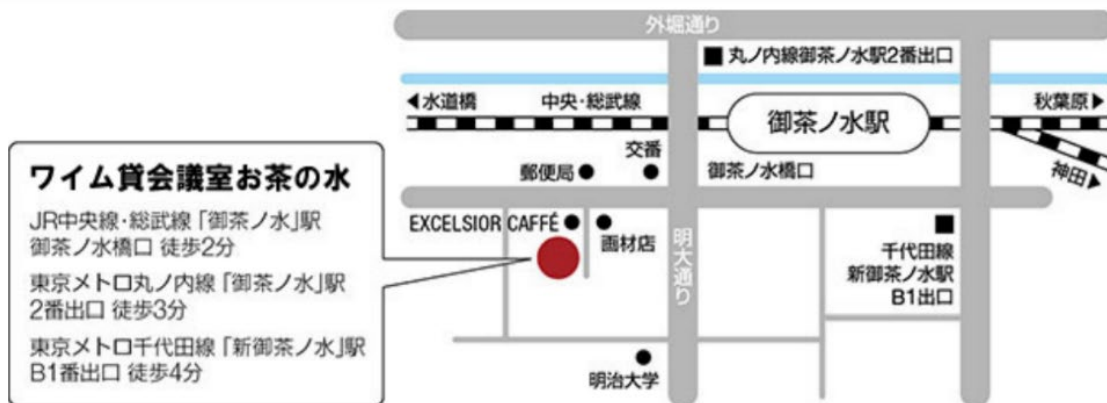 外堀通り
丸ノ内線御茶ノ水駅2番出口
水道橋
中央・総武線
御茶ノ水駅
秋葉原
神田
交番
郵便局
御茶ノ水橋口
EXCELSIOR CAFFÉ
画材店
明大通り
千代田線
新御茶ノ水駅
B1出口
明治大学
ワイム貸会議室お茶の水
JR中央線・総武線「御茶ノ水」駅
御茶ノ水橋口 徒歩2分
東京メトロ丸ノ内線「御茶ノ水」駅
2番出口 徒歩3分
東京メトロ千代田線「新御茶ノ水」駅
B1番出口 徒歩4分